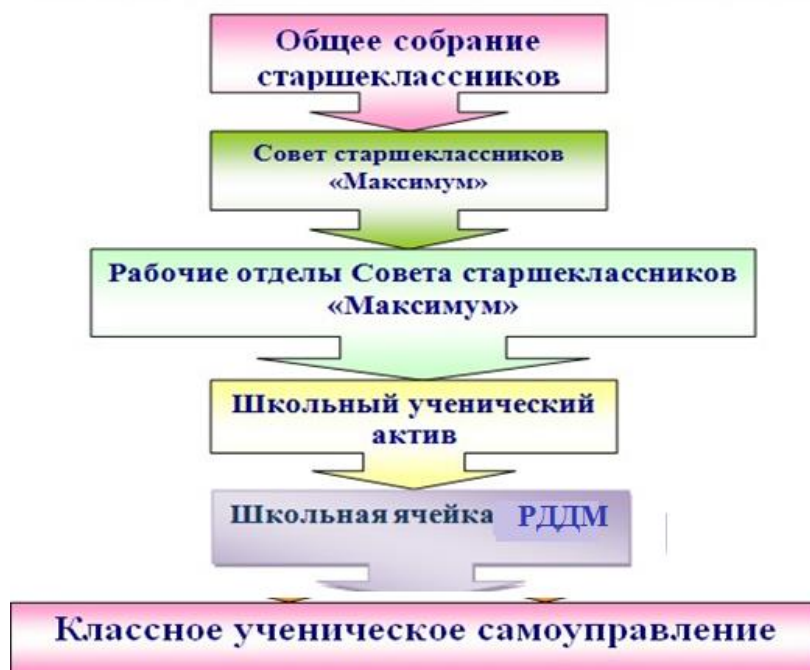 Общее собрание
старшеклассников
Совет старшеклассников
«Максимум»
Рабочие отделы Совета старшеклассников
«Максимум»
Школьный ученический
актив
Школьная ячейка РДДМ
Классное ученическое самоуправление